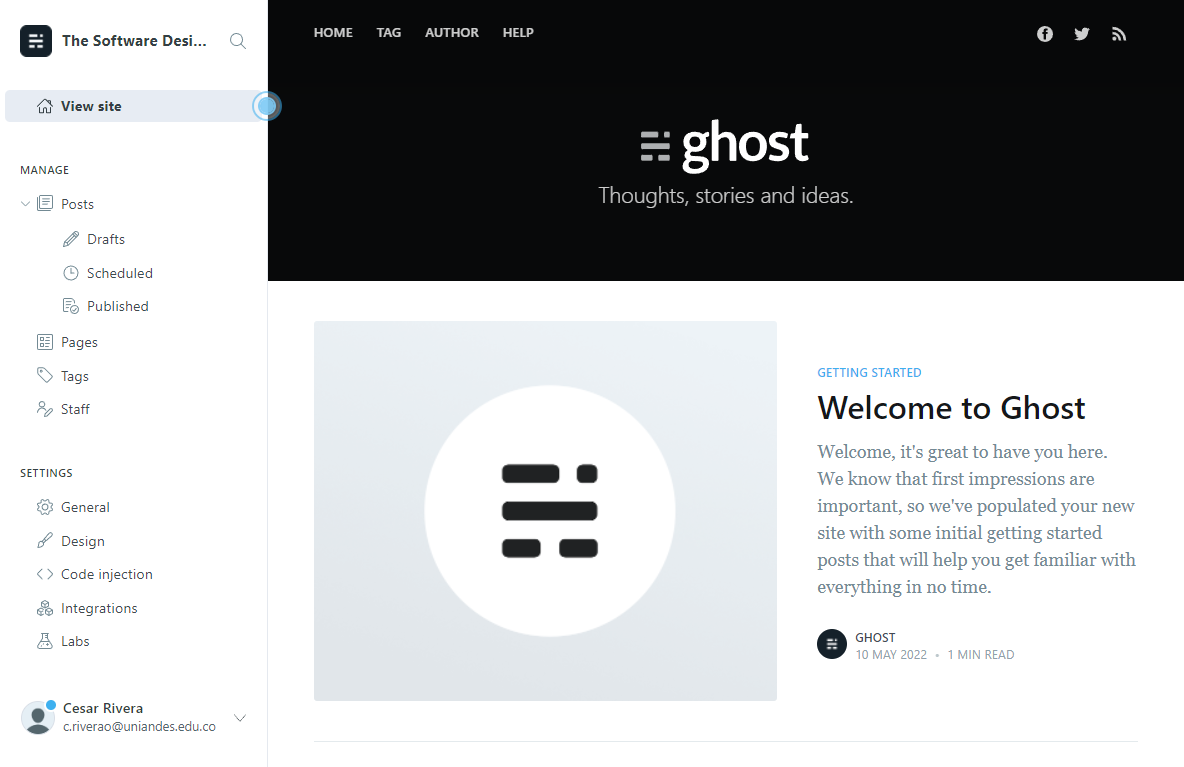 The Software Desi...
View site
MANAGE
Posts
Drafts
Scheduled
Published
Pages
Tags
Staff
SETTINGS
General
Design
Code injection
Integrations
Labs
Cesar Rivera
c.riverao@uniandes.edu.co
HOME TAG AUTHOR HELP
ghost
Thoughts, stories and ideas.
GETTING STARTED
Welcome to Ghost
Welcome, it's great to have you here.
We know that first impressions are
important, so we've populated your new
site with some initial getting started
posts that will help you get familiar with
everything in no time.
GHOST
10 MAY 2022 • 1 MIN READ